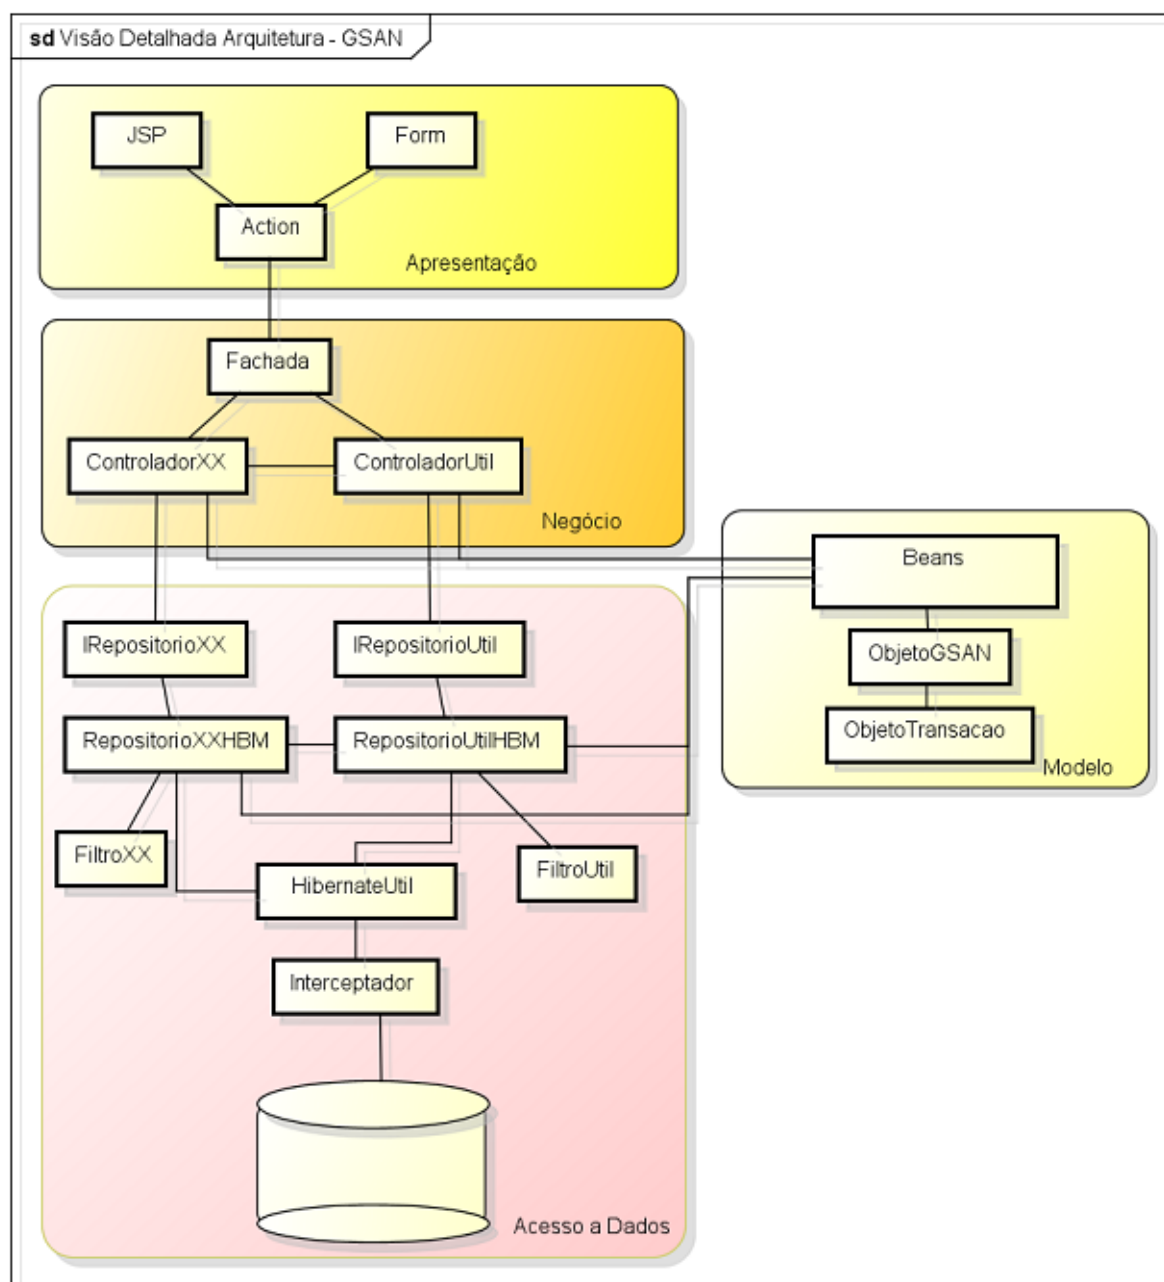 sd Visão Detalhada Arquitetura - GSAN
JSP
Form
Action
Apresentação
Fachada
ControladorXX
ControladorUtil
Negócio
Beans
ObjetoGSAN
ObjetoTransacao
Modelo
IRepositorioXX
IRepositorioUtil
RepositorioXXHBM
RepositorioUtilHBM
FiltroXX
FiltroUtil
HibernateUtil
Interceptador
Acesso a Dados